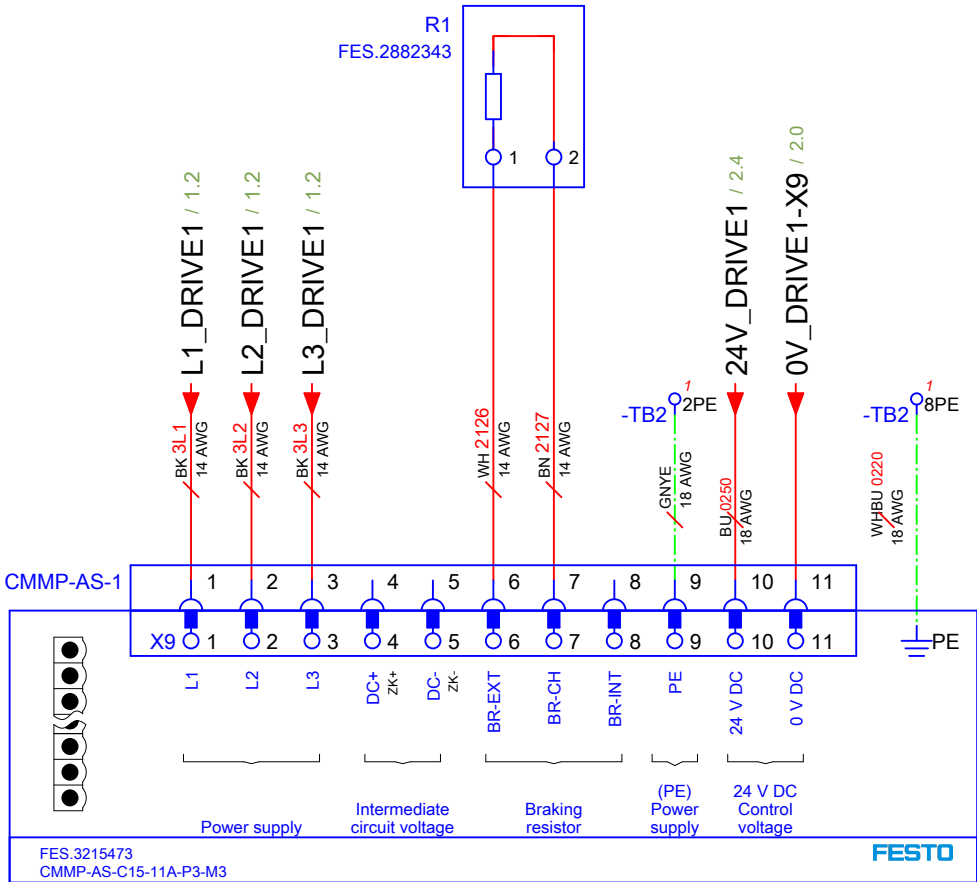 R1
FES.2882343
1 2
L1_DRIVE1 / 1.2
L2_DRIVE1 / 1.2
L3_DRIVE1 / 1.2
24V_DRIVE1 / 2.4
0V_DRIVE1-X9 / 2.0
BK 3L1
14 AWG
BK 3L2
14 AWG
BK 3L3
14 AWG
WH 2126
14 AWG
BN 2127
14 AWG
1
-TB2 2PE
GNYE
18 AWG
BU 0250
18 AWG
1
-TB2 8PE
WHBU 0220
18 AWG
CMMP-AS-1 1 2 3 4 5 6 7 8 9 10 11
X9 1 2 3 4 5 6 7 8 9 10 11
PE
L1
L2
L3
DC+
ZK+
DC-
ZK-
BR-EXT
BR-CH
BR-INT
PE
24 V DC
0 V DC
Power supply
Intermediate
circuit voltage
Braking
resistor
(PE)
Power
supply
24 V DC
Control
voltage
FES.3215473
CMMP-AS-C15-11A-P3-M3
FESTO